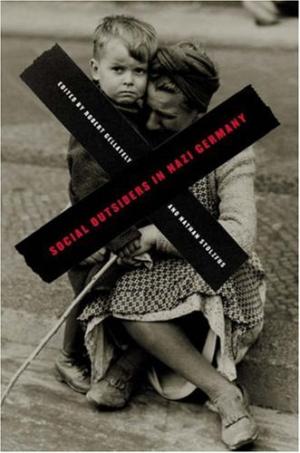 EDITED BY ROBERT GELLATELY
SOCIAL OUTSIDERS IN NAZI GERMANY
AND NATHAN STOLTZFUS